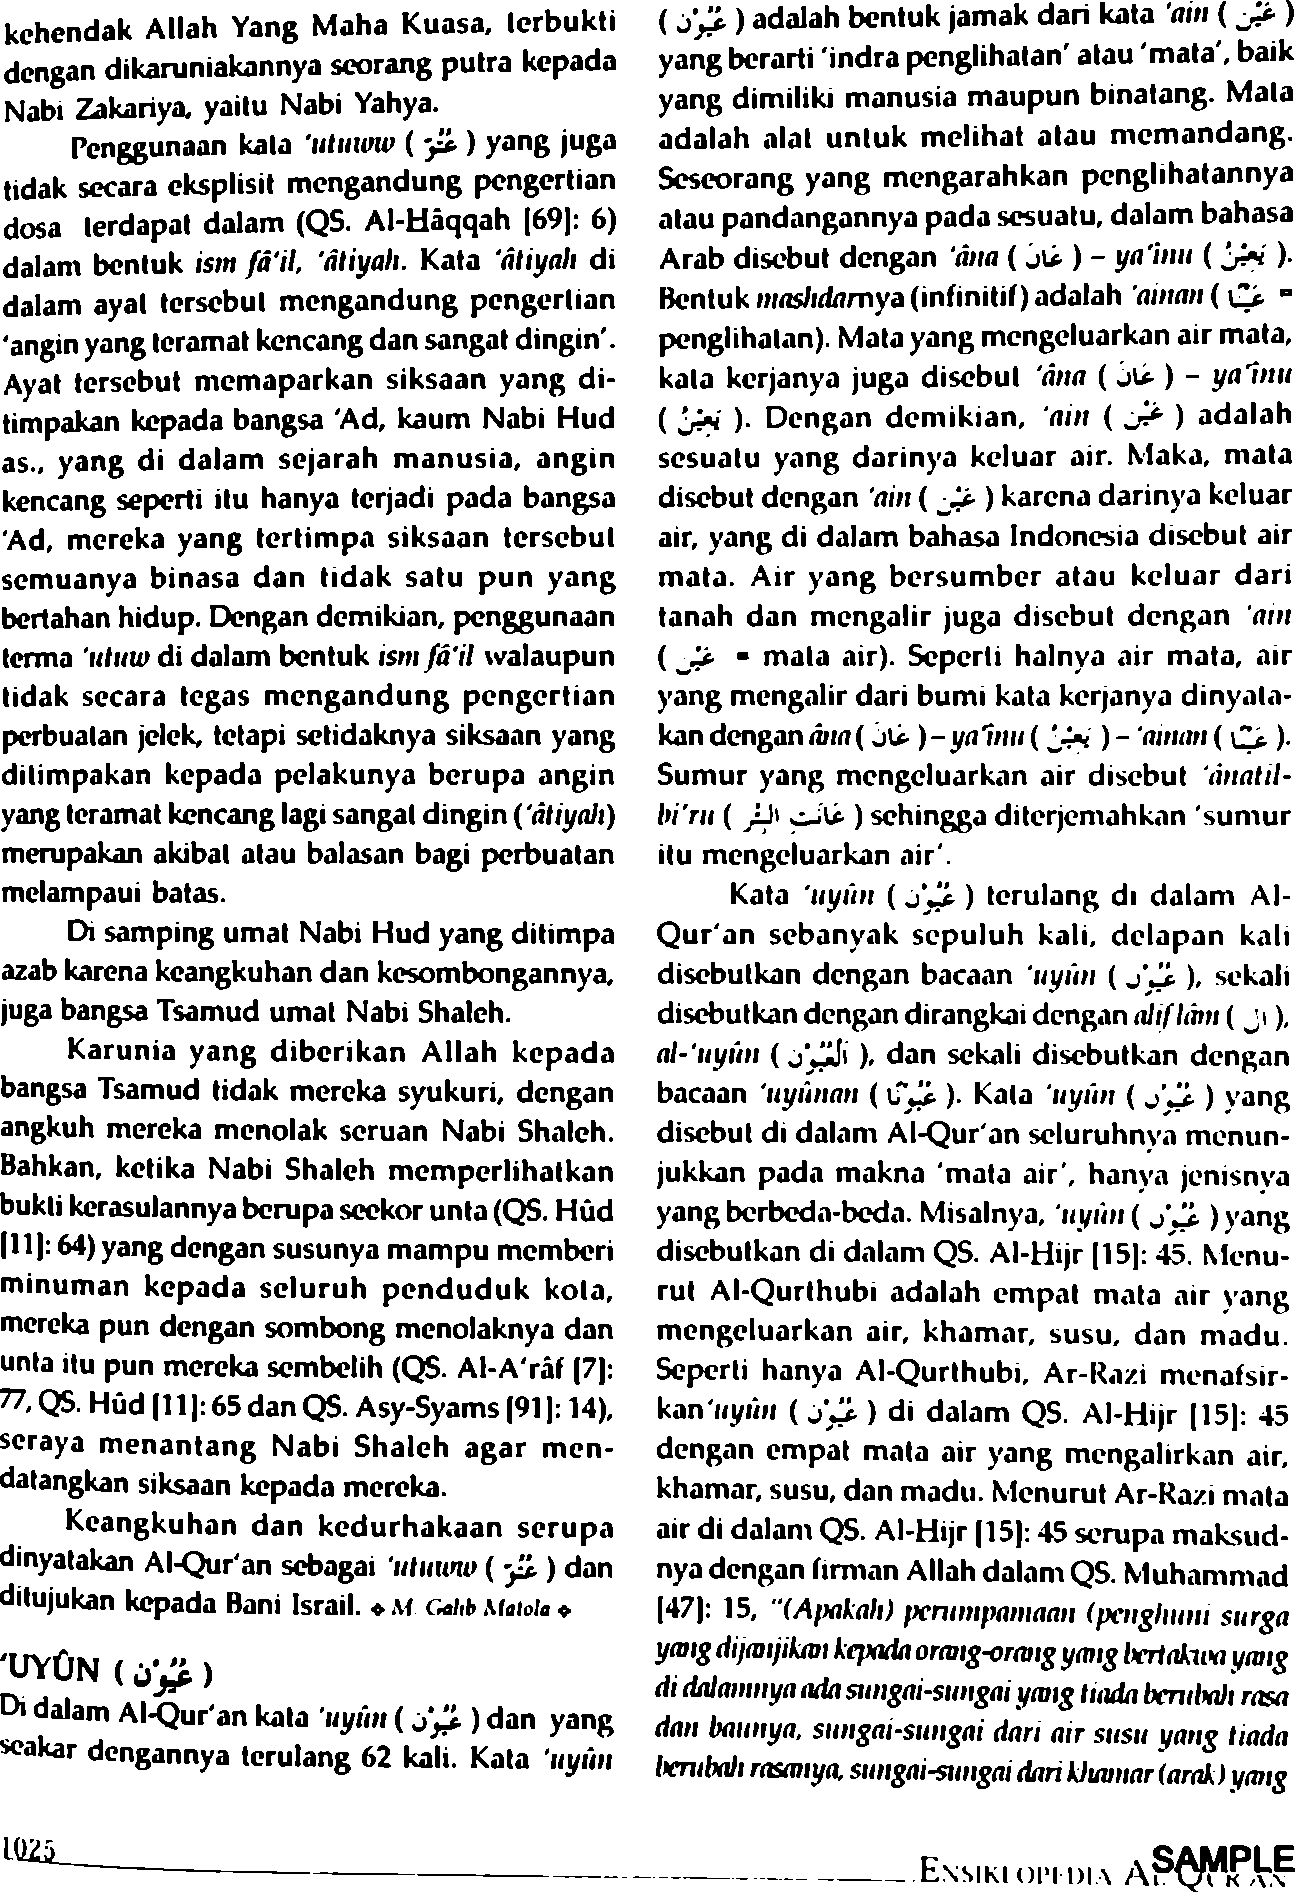 kehendak Allah Yang Maha Kuasa, terbukti
dengan dikaruniakannya seorang putra kepada
Nabi Zakariya, yaitu Nabi Yahya.
Penggunaan kata 'utuww ( عُتُوّ ) yang juga
tidak secara eksplisit mengandung pengertian
dosa terdapat dalam (QS. Al-Hâqqah [69]: 6)
dalam bentuk ism fâ'il, 'âtiyah. Kata 'âtiyah di
dalam ayat tersebut mengandung pengertian
'angin yang teramat kencang dan sangat dingin'.
Ayat tersebut memaparkan siksaan yang di-
timpakan kepada bangsa 'Ad, kaum Nabi Hud
as., yang di dalam sejarah manusia, angin
kencang seperti itu hanya terjadi pada bangsa
'Ad, mereka yang tertimpa siksaan tersebut
semuanya binasa dan tidak satu pun yang
bertahan hidup. Dengan demikian, penggunaan
terma 'utuw di dalam bentuk ism fâ'il walaupun
tidak secara tegas mengandung pengertian
perbuatan jelek, tetapi setidaknya siksaan yang
ditimpakan kepada pelakunya berupa angin
yang teramat kencang lagi sangat dingin ('âtiyah)
merupakan akibat atau balasan bagi perbuatan
melampaui batas.
Di samping umat Nabi Hud yang ditimpa
azab karena keangkuhan dan kesombongannya,
juga bangsa Tsamud umat Nabi Shaleh.
Karunia yang diberikan Allah kepada
bangsa Tsamud tidak mereka syukuri, dengan
angkuh mereka menolak seruan Nabi Shaleh.
Bahkan, ketika Nabi Shaleh memperlihatkan
bukti kerasulannya berupa seekor unta (QS. Hûd
[11]: 64) yang dengan susunya mampu memberi
minuman kepada seluruh penduduk kota,
mereka pun dengan sombong menolaknya dan
unta itu pun mereka sembelih (QS. Al-A'râf [7]:
77, QS. Hûd [11]: 65 dan QS. Asy-Syams [91]: 14),
seraya menantang Nabi Shaleh agar men-
datangkan siksaan kepada mereka.
Keangkuhan dan kedurhakaan serupa
dinyatakan Al-Qur'an sebagai 'utuww ( عُتُوّ ) dan
ditujukan kepada Bani Israil. ♦ M. Galib Matola ♦
'UYÛN ( عُيُوْن )
Di dalam Al-Qur'an kata 'uyûn ( عُيُوْن ) dan yang
seakar dengannya terulang 62 kali. Kata 'uyûn
( عُيُوْن ) adalah bentuk jamak dari kata 'ain ( عَيْن )
yang berarti 'indra penglihatan' atau 'mata', baik
yang dimiliki manusia maupun binatang. Mata
adalah alat untuk melihat atau memandang.
Seseorang yang mengarahkan penglihatannya
atau pandangannya pada sesuatu, dalam bahasa
Arab disebut dengan 'âna ( عَانَ ) – ya'înu ( يَعِيْنُ ).
Bentuk mashdarnya (infinitif) adalah 'ainan ( عَيْنًا =
penglihatan). Mata yang mengeluarkan air mata,
kata kerjanya juga disebut 'âna ( عَانَ ) – ya'înu
( يَعِيْنُ ). Dengan demikian, 'ain ( عَيْن ) adalah
sesuatu yang darinya keluar air. Maka, mata
disebut dengan 'ain ( عَيْن ) karena darinya keluar
air, yang di dalam bahasa Indonesia disebut air
mata. Air yang bersumber atau keluar dari
tanah dan mengalir juga disebut dengan 'ain
( عَيْن = mata air). Seperti halnya air mata, air
yang mengalir dari bumi kata kerjanya dinyata-
kan dengan âna ( عَانَ ) – ya'înu ( يَعِيْنُ ) – 'ainan ( عَيْنًا ).
Sumur yang mengeluarkan air disebut 'ânatil-
bi'ru ( عَانَتِ الْبِئْرُ ) sehingga diterjemahkan 'sumur
itu mengeluarkan air'.
Kata 'uyûn ( عُيُوْن ) terulang di dalam Al-
Qur'an sebanyak sepuluh kali, delapan kali
disebutkan dengan bacaan 'uyûn ( عُيُوْن ), sekali
disebutkan dengan dirangkai dengan alif lâm ( ال ),
al-'uyûn ( اَلْعُيُوْن ), dan sekali disebutkan dengan
bacaan 'uyûnan ( عُيُوْنًا ). Kata 'uyûn ( عُيُوْن ) yang
disebut di dalam Al-Qur'an seluruhnya menun-
jukkan pada makna 'mata air', hanya jenisnya
yang berbeda-beda. Misalnya, 'uyûn ( عُيُوْن ) yang
disebutkan di dalam QS. Al-Hijr [15]: 45. Menu-
rut Al-Qurthubi adalah empat mata air yang
mengeluarkan air, khamar, susu, dan madu.
Seperti hanya Al-Qurthubi, Ar-Razi menafsir-
kan 'uyûn ( عُيُوْن ) di dalam QS. Al-Hijr [15]: 45
dengan empat mata air yang mengalirkan air,
khamar, susu, dan madu. Menurut Ar-Razi mata
air di dalam QS. Al-Hijr [15]: 45 serupa maksud-
nya dengan firman Allah dalam QS. Muhammad
[47]: 15, "(Apakah) perumpamaan (penghuni surga
yang dijanjikan kepada orang-orang yang bertakwa yang
di dalamnya ada sungai-sungai yang tiada berubah rasa
dan baunya, sungai-sungai dari air susu yang tiada
berubah rasanya, sungai-sungai dari khamar (arak) yang
1025
ENSIKLOPEDIA AL-QUR'AN
SAMPLE